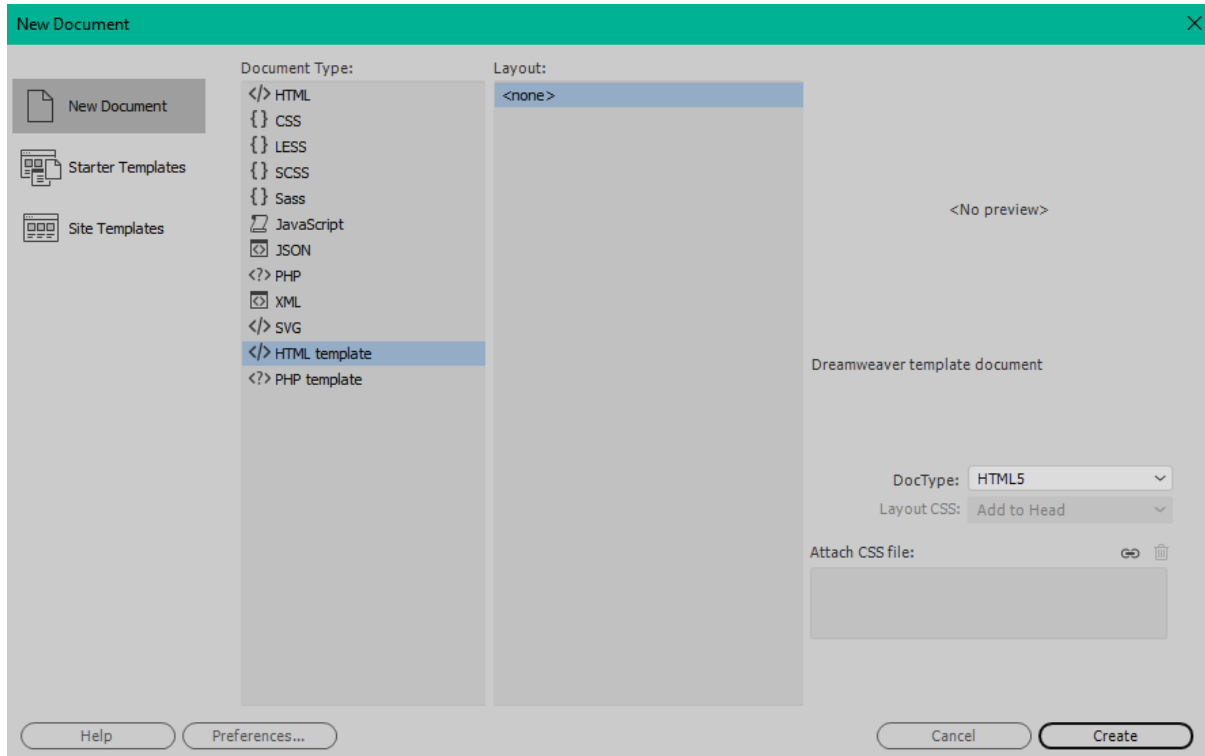 New Document
New Document
Starter Templates
Site Templates
Document Type:
</> HTML
{} CSS
{} LESS
{} SCSS
{} Sass
JavaScript
<> JSON
<?> PHP
<> XML
</> SVG
</> HTML template
<?> PHP template
Layout:
<none>
<No preview>
Dreamweaver template document
DocType: HTML5
Layout CSS: Add to Head
Attach CSS file:
Help
Preferences...
Cancel
Create